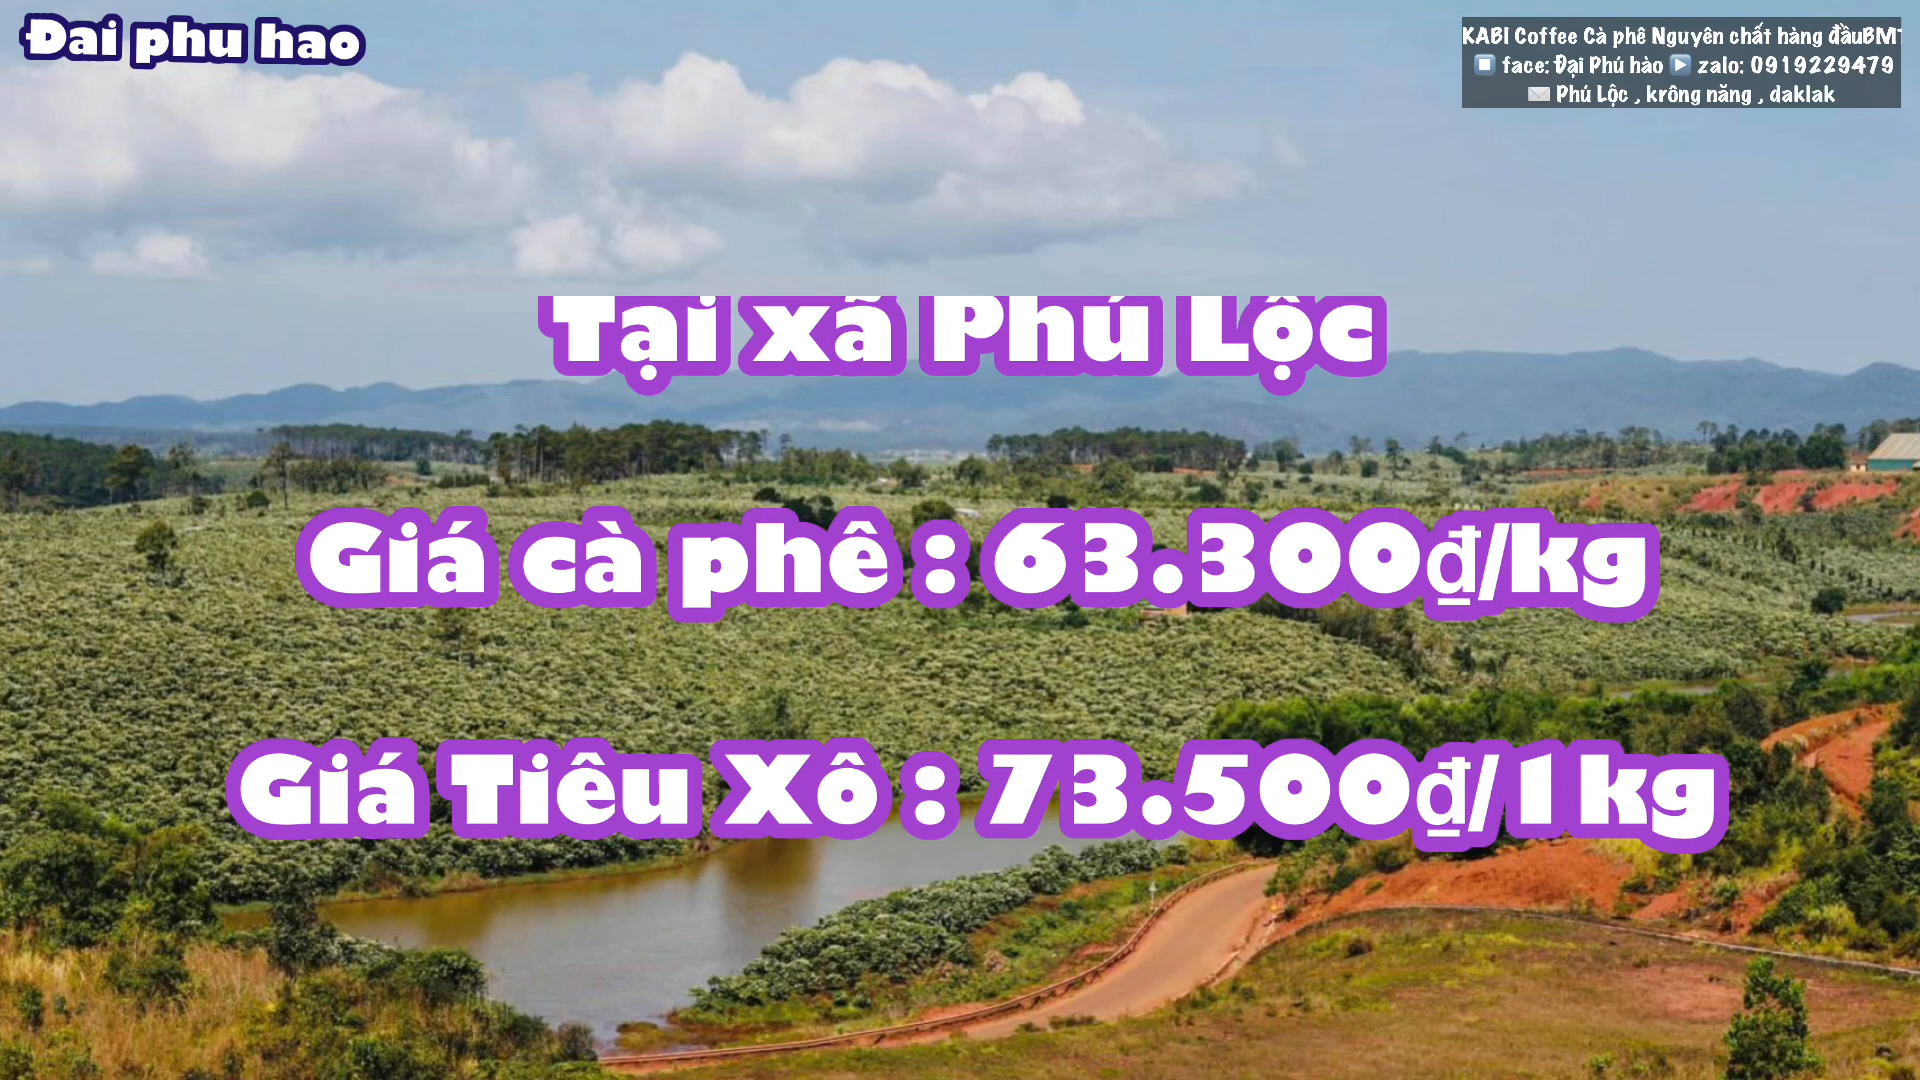 Đai phu hao
KABI Coffee Cà phê Nguyên chất hàng đầuBMT
face: Đại Phú hào zalo: 0919229479
Phú Lộc , krông năng , daklak
Tại xã Phú Lộc
Giá cà phê : 63.300₫/kg
Giá Tiêu Xô : 73.500₫/1kg